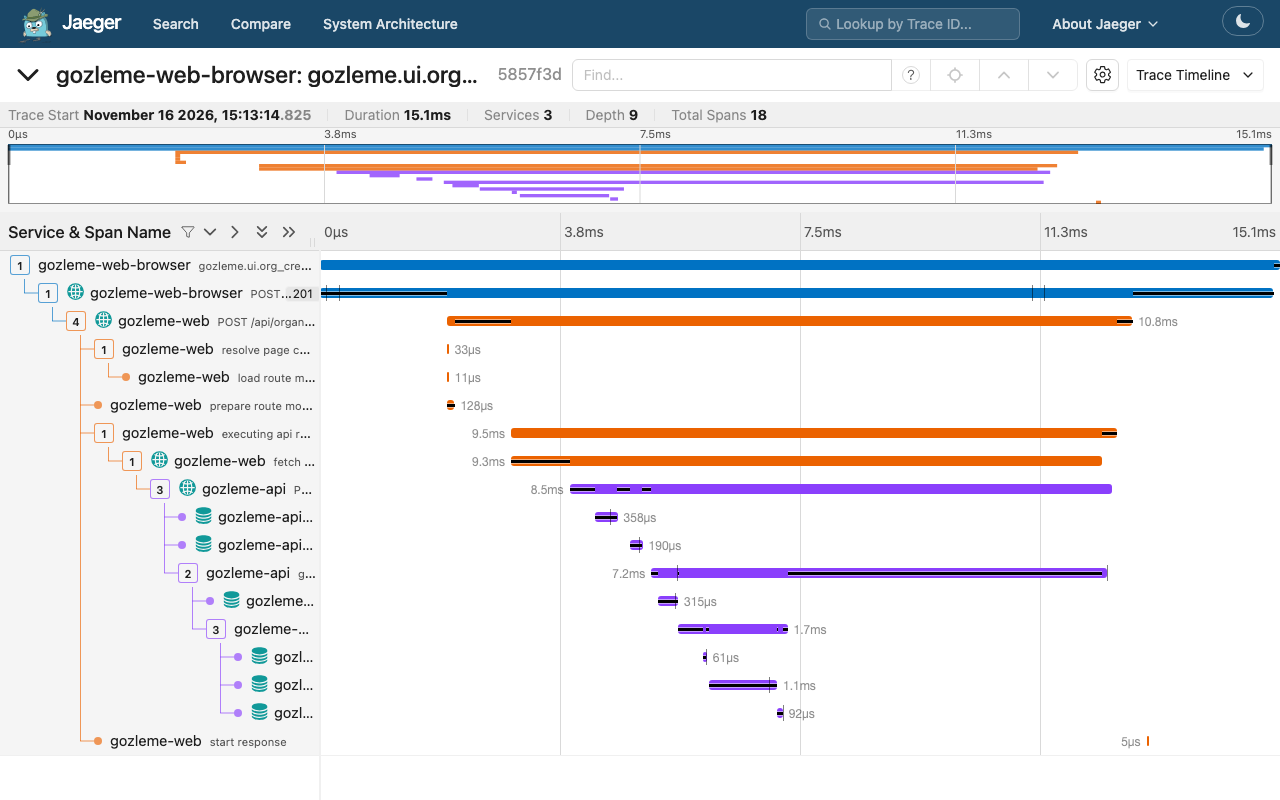 Jaeger Search Compare System Architecture Lookup by Trace ID... About Jaeger
gozleme-web-browser: gozleme.ui.org... 5857f3d Find... ? Trace Timeline
Trace Start November 16 2026, 15:13:14.825 Duration 15.1ms Services 3 Depth 9 Total Spans 18
0μs 3.8ms 7.5ms 11.3ms 15.1ms
Service & Span Name 0μs 3.8ms 7.5ms 11.3ms 15.1ms
1 gozleme-web-browser gozleme.ui.org_cre...
1 gozleme-web-browser POST... 201
4 gozleme-web POST /api/organ... 10.8ms
1 gozleme-web resolve page c... 33μs
gozleme-web load route m... 11μs
gozleme-web prepare route mo... 128μs
1 gozleme-web executing api r... 9.5ms
1 gozleme-web fetch ... 9.3ms
3 gozleme-api P... 8.5ms
gozleme-api... 358μs
gozleme-api... 190μs
2 gozleme-api g... 7.2ms
gozleme... 315μs
3 gozleme-... 1.7ms
gozl... 61μs
gozl... 1.1ms
gozl... 92μs
gozleme-web start response 5μs